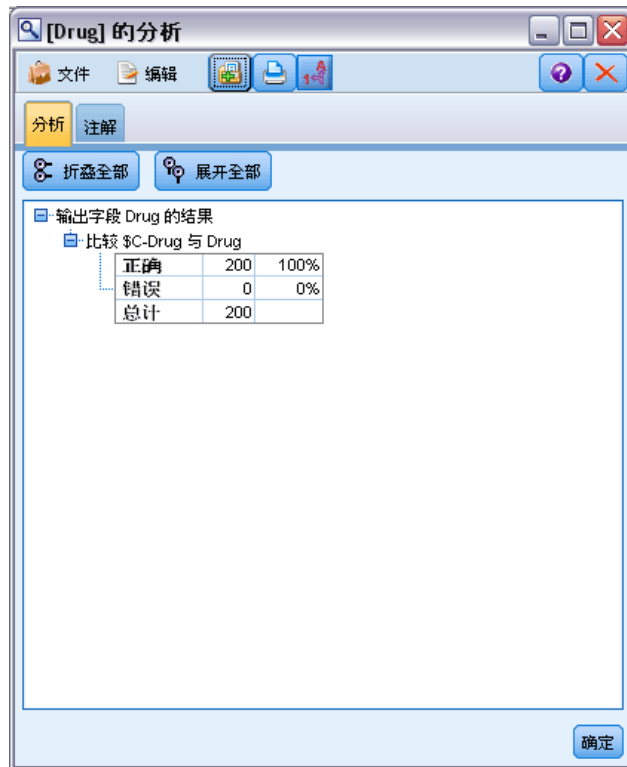 [Drug] 的分析
文件 编辑
分析 注解
折叠全部 展开全部
输出字段 Drug 的结果
比较 $C-Drug 与 Drug
正确 200 100%
错误 0 0%
总计 200
确定